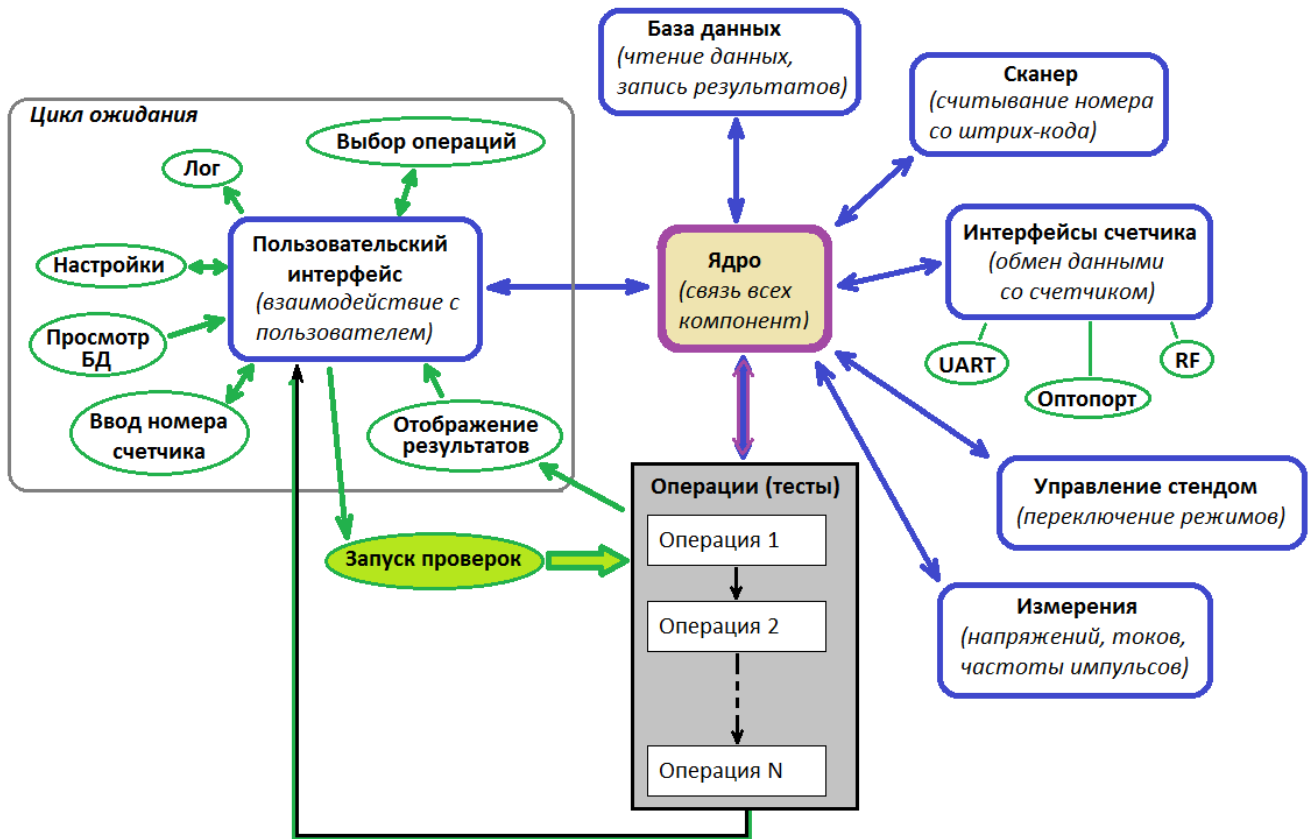 База данных
(чтение данных,
запись результатов)
Сканер
(считывание номера
со штрих-кода)
Цикл ожидания
Выбор операций
Лог
Пользовательский
интерфейс
(взаимодействие с
пользователем)
Настройки
Просмотр
БД
Ввод номера
счетчика
Отображение
результатов
Ядро
(связь всех
компонент)
Интерфейсы счетчика
(обмен данными
со счетчиком)
UART
Оптопорт
RF
Управление стендом
(переключение режимов)
Измерения
(напряжений, токов,
частоты импульсов)
Запуск проверок
Операции (тесты)
Операция 1
Операция 2
Операция N